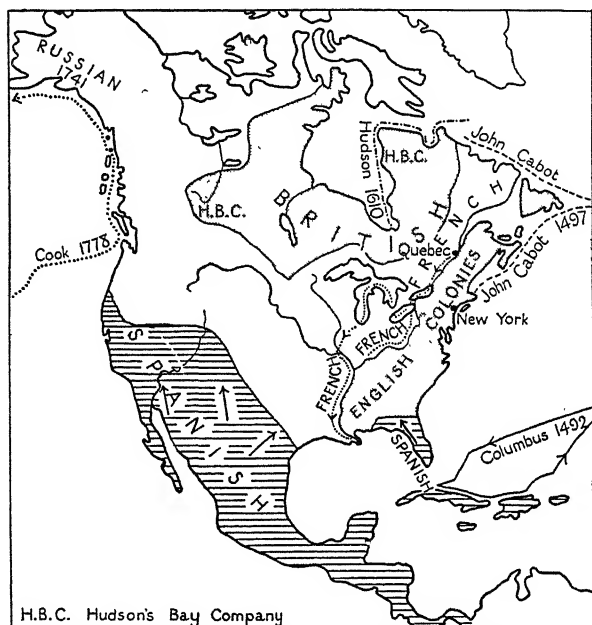 RUSSIAN
1741
Hudson 1610
H.B.C.
John Cabot
H.B.C.
BRITISH
FRENCH
Cook 1778
Quebec
John Cabot 1497
COLONIES
New York
FRENCH
FRENCH
ENGLISH
SPANISH
SPANISH
Columbus 1492
H.B.C. Hudson's Bay Company